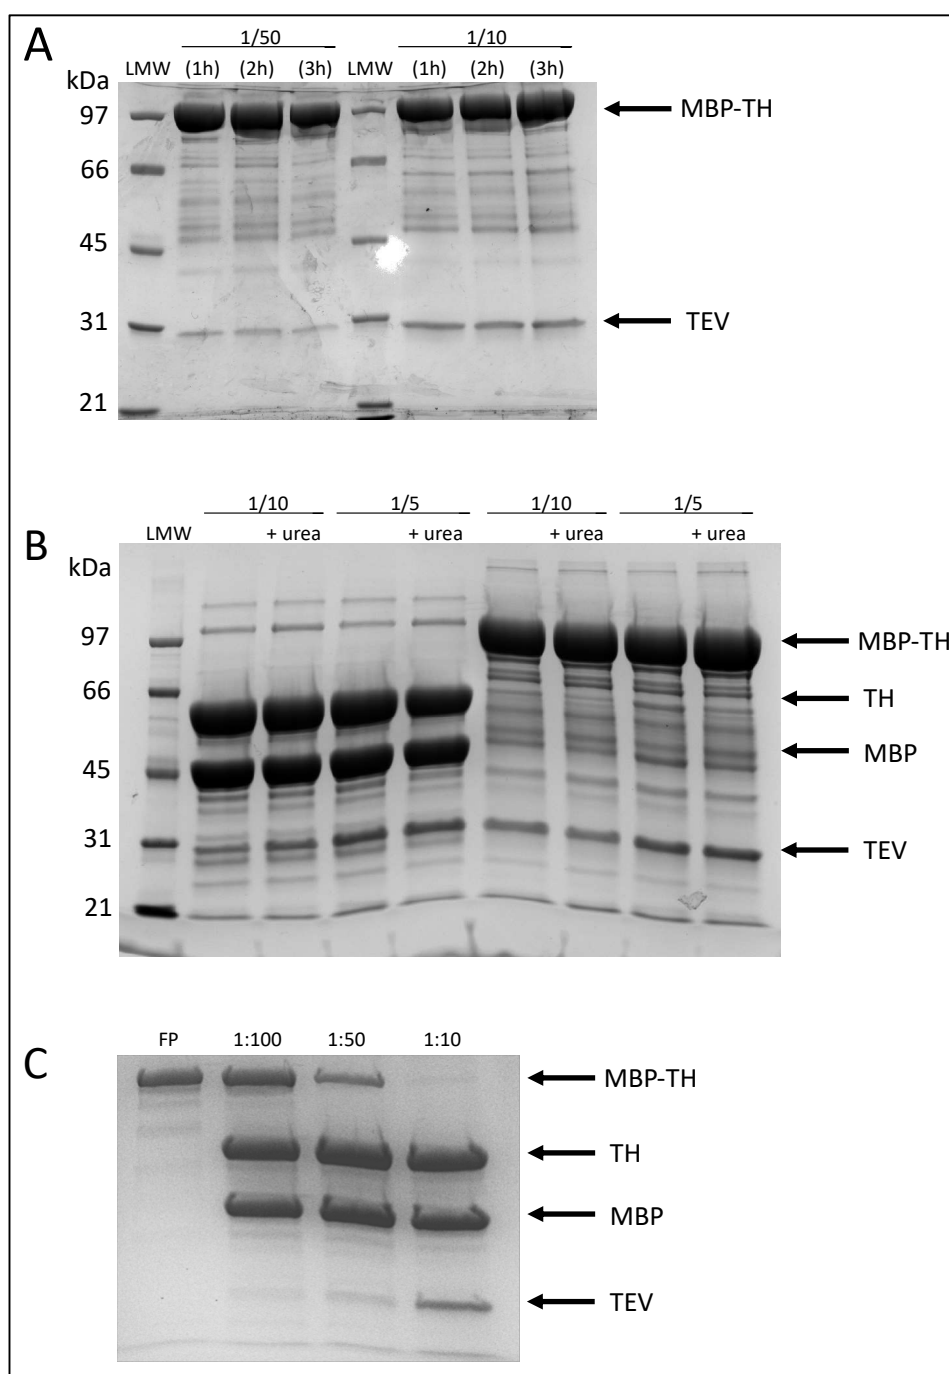 A
1/50 1/10
kDa LMW (1h) (2h) (3h) LMW (1h) (2h) (3h)
97 MBP-TH
66
45
31 TEV
21
1/10 1/5 1/10 1/5
B LMW + urea + urea + urea + urea
kDa
97 MBP-TH
66 TH
45 MBP
31 TEV
21
FP 1:100 1:50 1:10
C MBP-TH
TH
MBP
TEV